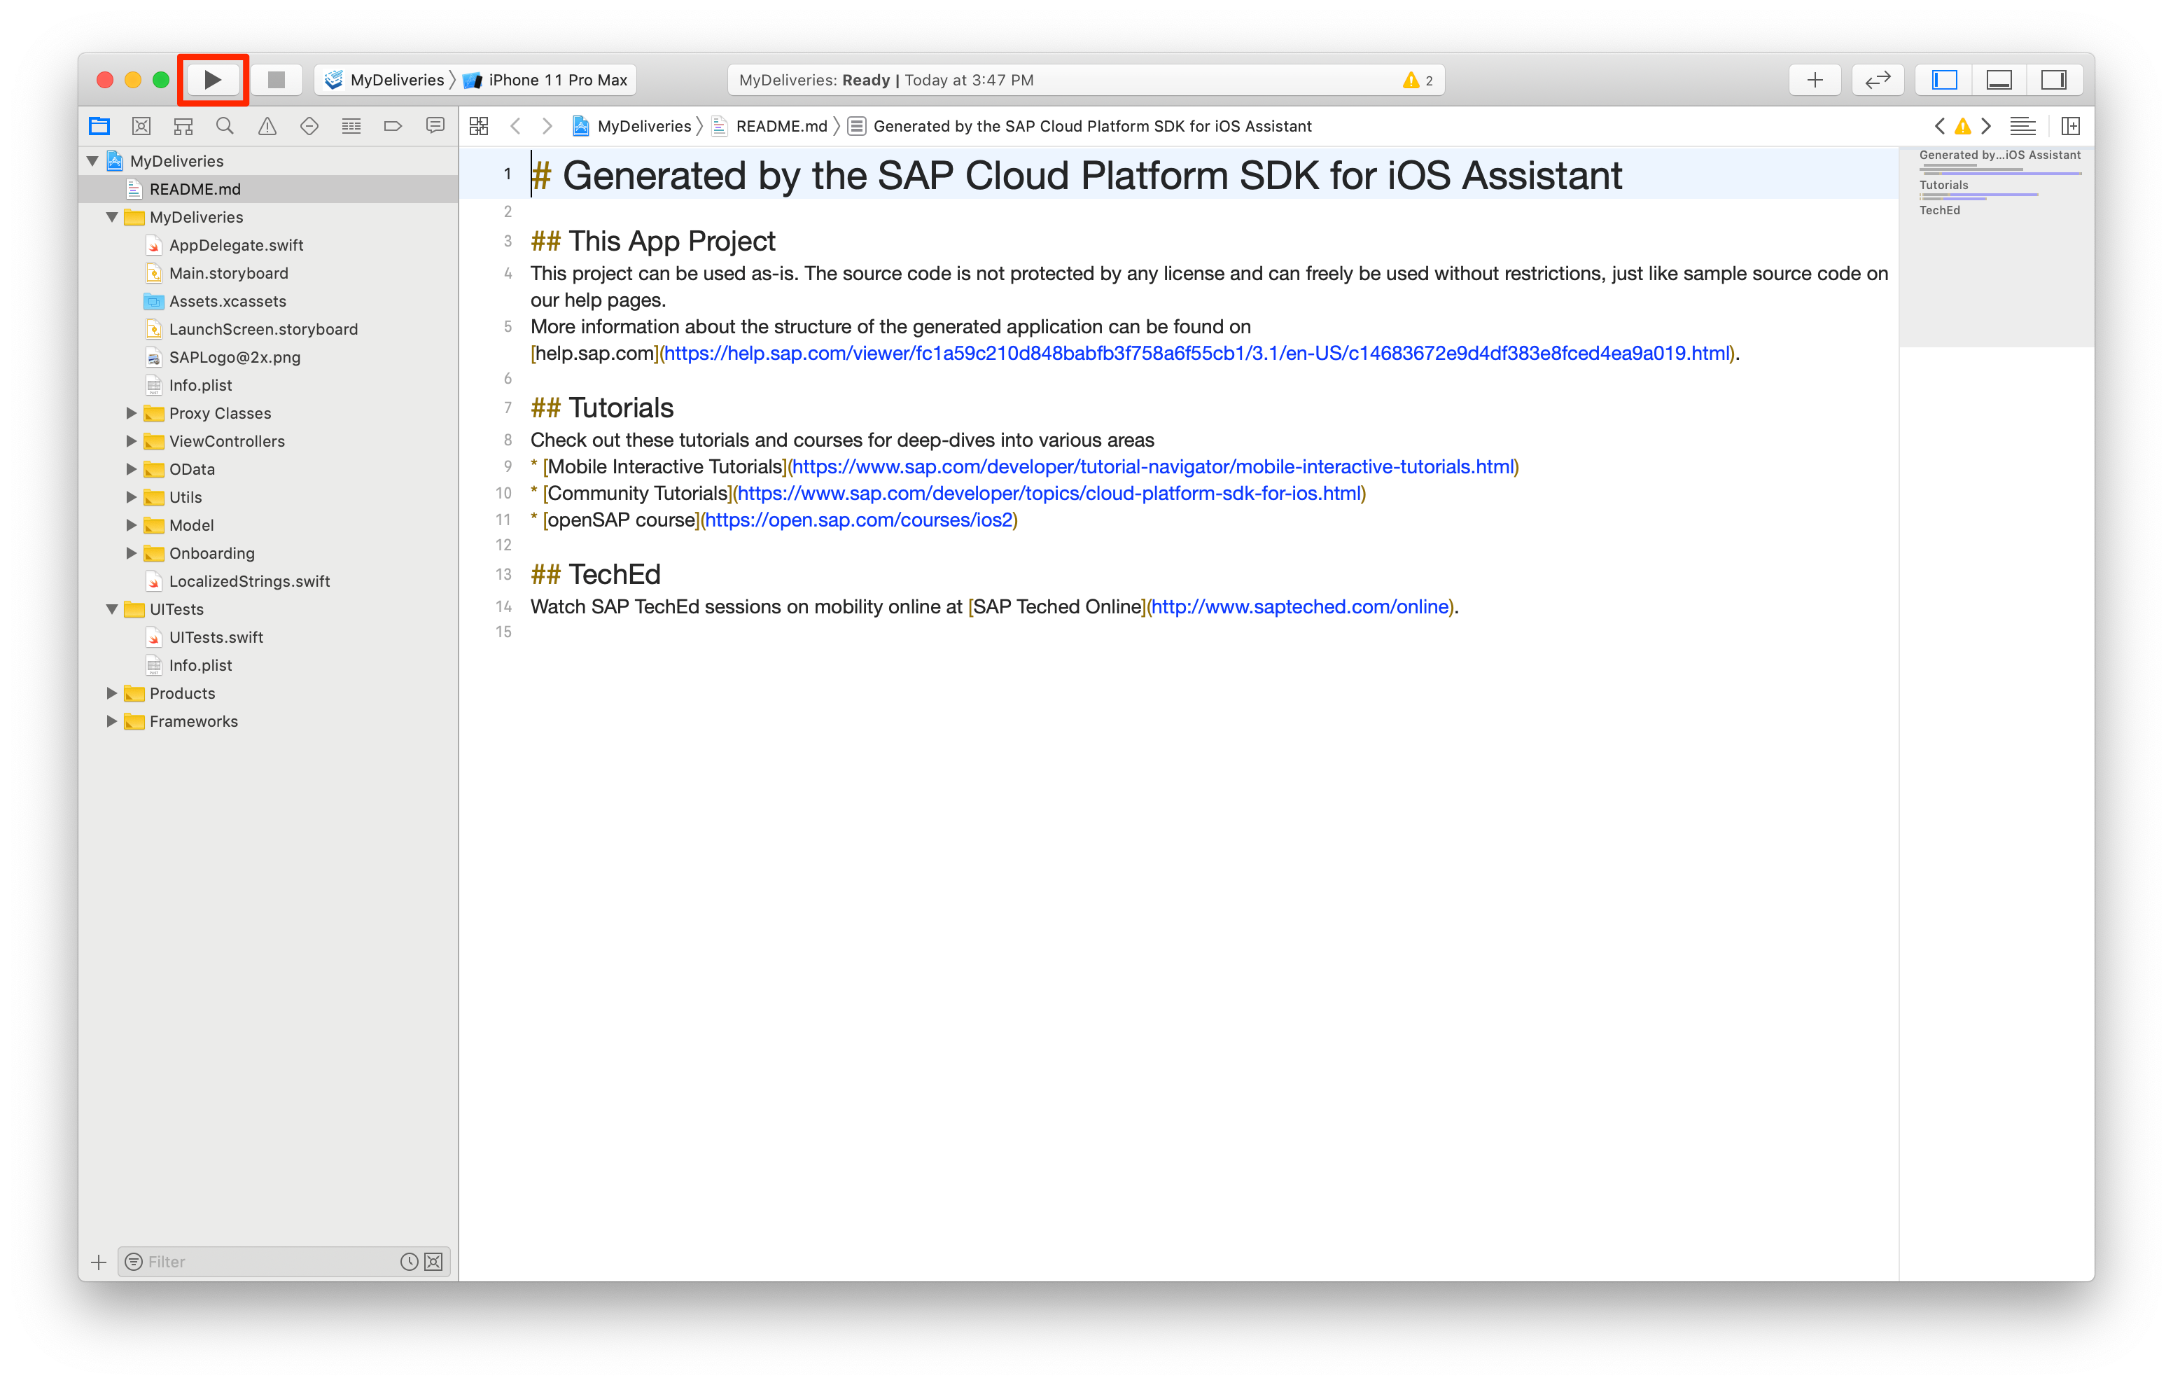 MyDeliveries 〉 iPhone 11 Pro Max
MyDeliveries: Ready | Today at 3:47 PM
2
MyDeliveries 〉 README.md 〉 Generated by the SAP Cloud Platform SDK for iOS Assistant
MyDeliveries
README.md
MyDeliveries
AppDelegate.swift
Main.storyboard
Assets.xcassets
LaunchScreen.storyboard
SAPLogo@2x.png
Info.plist
Proxy Classes
ViewControllers
OData
Utils
Model
Onboarding
LocalizedStrings.swift
UITests
UITests.swift
Info.plist
Products
Frameworks
Filter
1 # Generated by the SAP Cloud Platform SDK for iOS Assistant
2
3 ## This App Project
4 This project can be used as-is. The source code is not protected by any license and can freely be used without restrictions, just like sample source code on
our help pages.
5 More information about the structure of the generated application can be found on
[help.sap.com](https://help.sap.com/viewer/fc1a59c210d848babfb3f758a6f55cb1/3.1/en-US/c14683672e9d4df383e8fced4ea9a019.html).
6
7 ## Tutorials
8 Check out these tutorials and courses for deep-dives into various areas
9 * [Mobile Interactive Tutorials](https://www.sap.com/developer/tutorial-navigator/mobile-interactive-tutorials.html)
10 * [Community Tutorials](https://www.sap.com/developer/topics/cloud-platform-sdk-for-ios.html)
11 * [openSAP course](https://open.sap.com/courses/ios2)
12
13 ## TechEd
14 Watch SAP TechEd sessions on mobility online at [SAP Teched Online](http://www.sapteched.com/online).
15
Generated by...iOS Assistant
Tutorials
TechEd